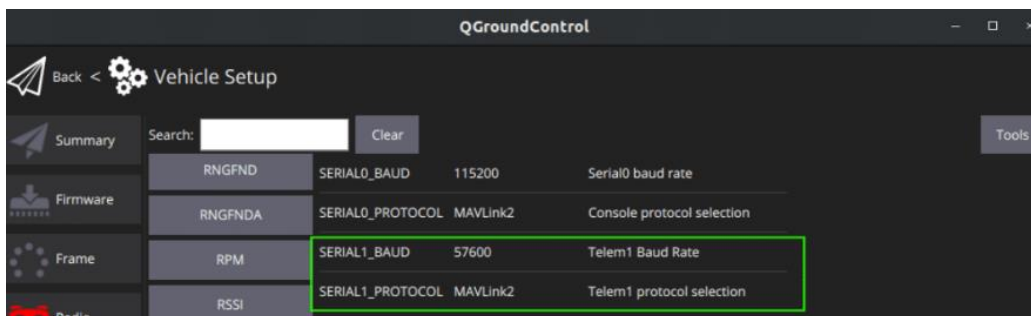 QGroundControl
Back < Vehicle Setup
Summary
Search:
Clear
Tools
RNGFND
SERIAL0_BAUD 115200 Serial0 baud rate
Firmware
RNGFNDA
SERIAL0_PROTOCOL MAVLink2 Console protocol selection
Frame
RPM
SERIAL1_BAUD 57600 Telem1 Baud Rate
RSSI
SERIAL1_PROTOCOL MAVLink2 Telem1 protocol selection